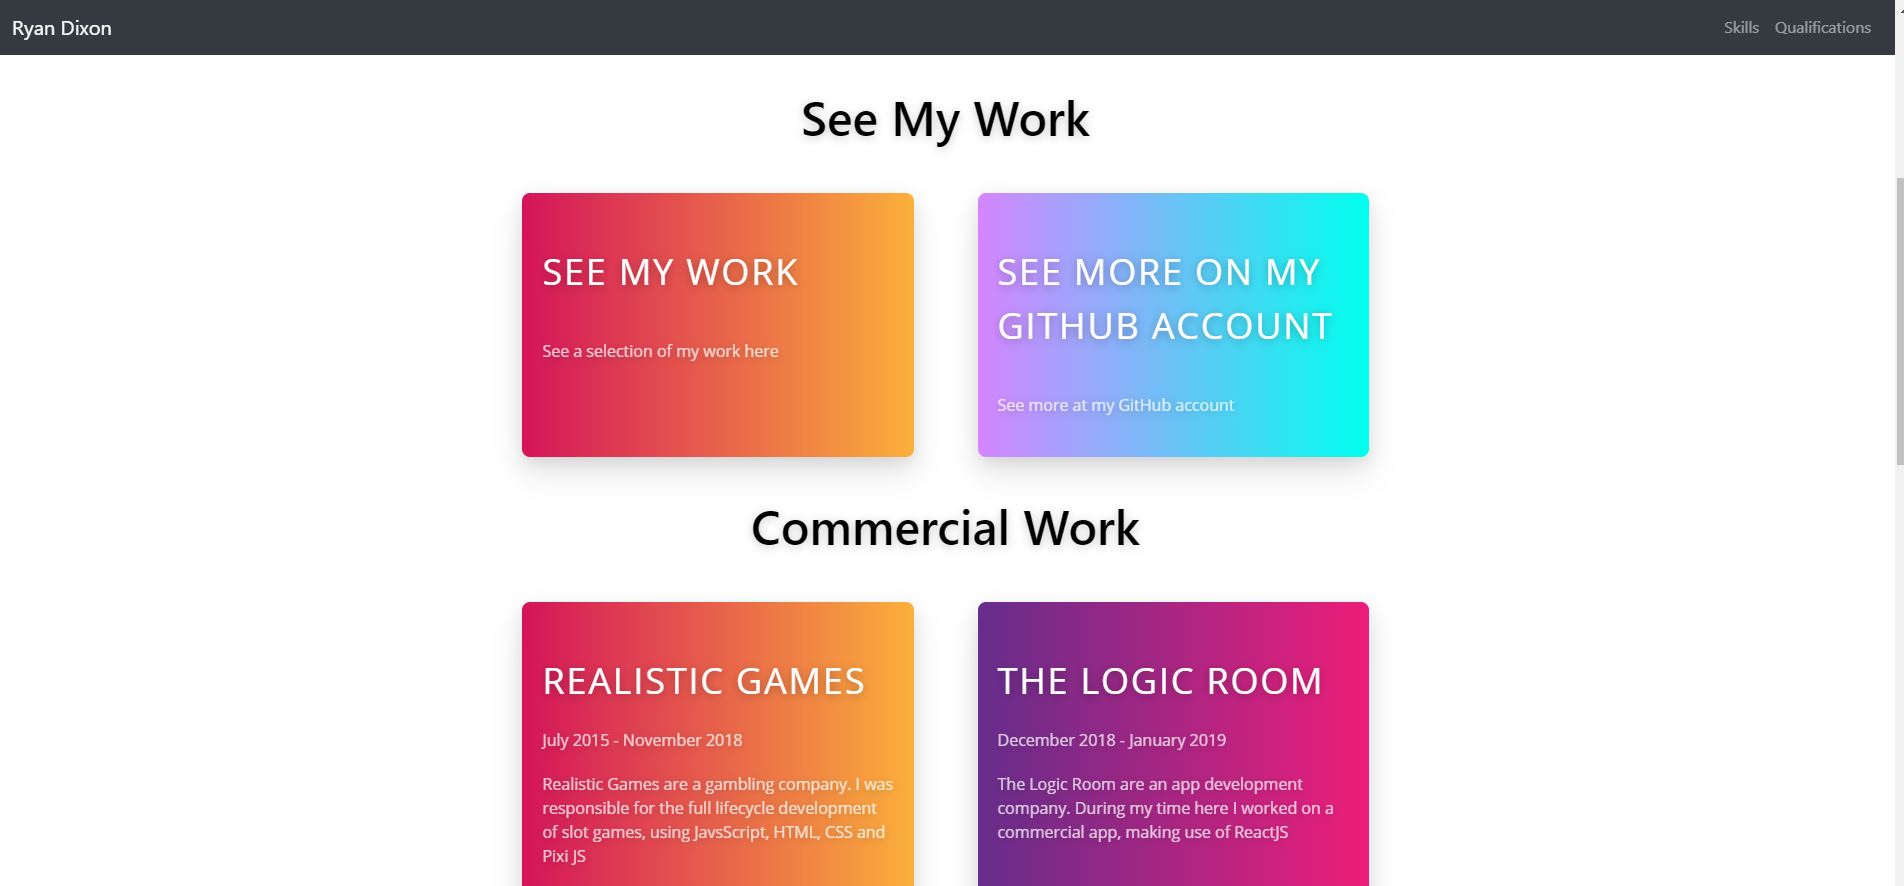 Ryan Dixon
Skills
Qualifications
See My Work
SEE MY WORK
See a selection of my work here
SEE MORE ON MY
GITHUB ACCOUNT
See more at my GitHub account
Commercial Work
REALISTIC GAMES
July 2015 - November 2018
Realistic Games are a gambling company. I was
responsible for the full lifecycle development
of slot games, using JavsScript, HTML, CSS and
Pixi JS
THE LOGIC ROOM
December 2018 - January 2019
The Logic Room are an app development
company. During my time here I worked on a
commercial app, making use of ReactJS